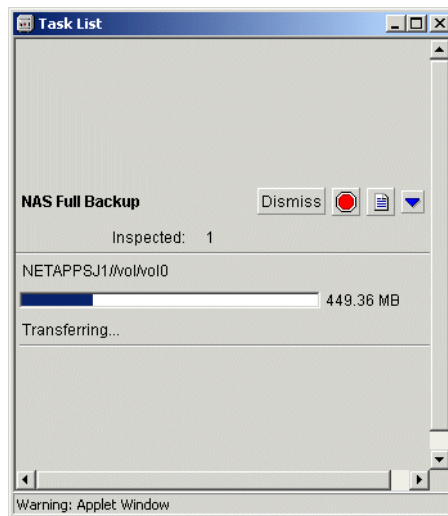 Task List
NAS Full Backup Dismiss
Inspected: 1
NETAPPSJ1//vol/vol0
449.36 MB
Transferring...
Warning: Applet Window